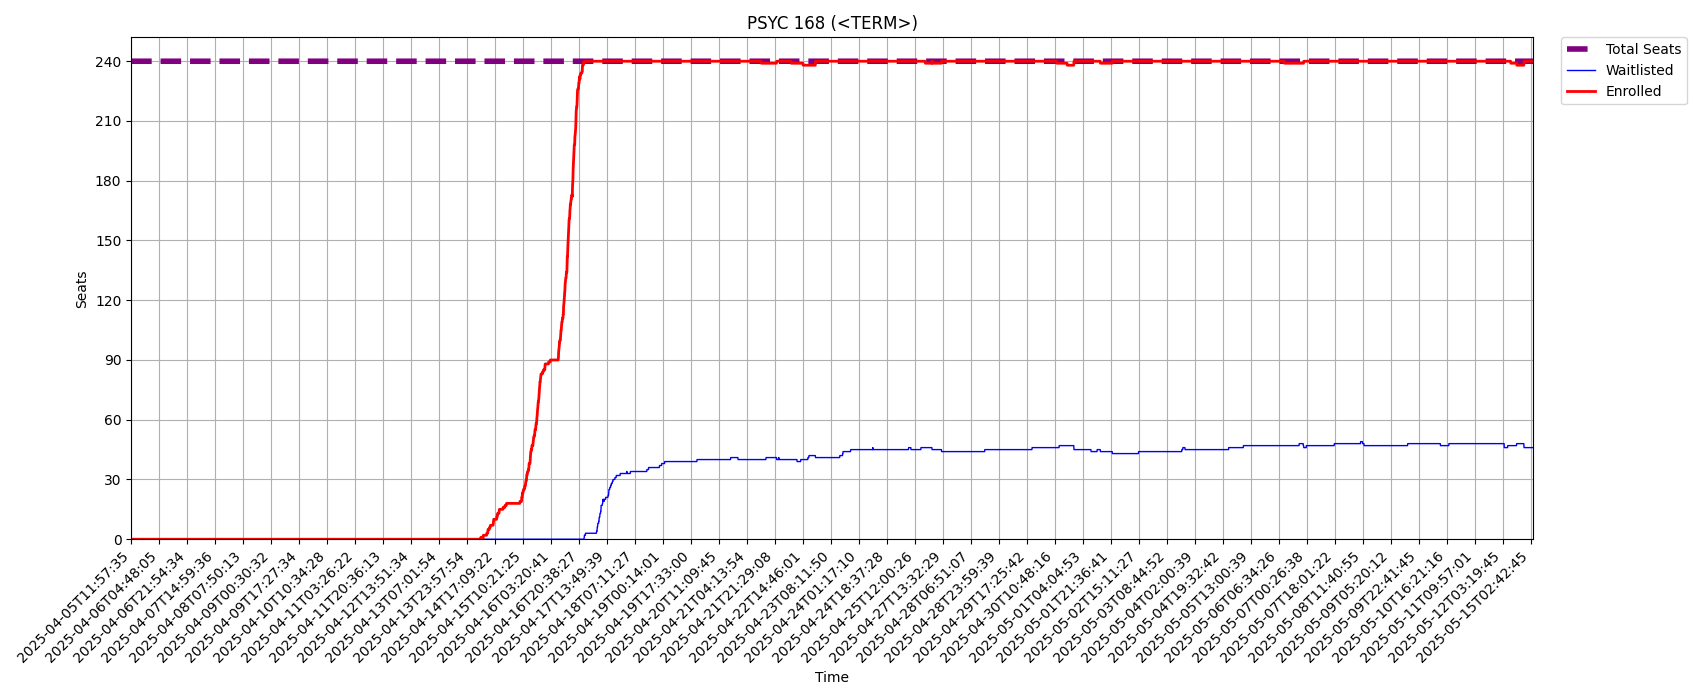 PSYC 168 (<TERM>)
Total Seats
Waitlisted
Enrolled
Seats
240
210
180
150
120
90
60
30
0
2025-04-05T11:57:35
2025-04-06T04:48:05
2025-04-06T21:54:34
2025-04-07T14:59:36
2025-04-08T07:50:13
2025-04-09T00:30:32
2025-04-09T17:27:34
2025-04-10T10:34:28
2025-04-11T03:26:22
2025-04-11T20:36:13
2025-04-12T13:51:34
2025-04-13T07:01:54
2025-04-13T23:57:54
2025-04-14T17:09:22
2025-04-15T10:21:25
2025-04-16T03:20:41
2025-04-16T20:38:27
2025-04-17T13:49:39
2025-04-18T07:11:27
2025-04-19T00:14:01
2025-04-19T17:33:00
2025-04-20T11:09:45
2025-04-21T04:13:54
2025-04-21T21:29:08
2025-04-22T14:46:01
2025-04-23T08:11:50
2025-04-24T01:17:10
2025-04-24T18:37:28
2025-04-25T12:00:26
2025-04-27T13:32:29
2025-04-28T06:51:07
2025-04-28T23:59:39
2025-04-29T17:25:42
2025-04-30T10:48:16
2025-05-01T04:04:53
2025-05-01T21:36:41
2025-05-02T15:11:27
2025-05-03T08:44:52
2025-05-04T02:00:39
2025-05-04T19:32:42
2025-05-05T13:00:39
2025-05-06T06:34:26
2025-05-07T00:26:38
2025-05-07T18:01:22
2025-05-08T11:40:55
2025-05-09T05:20:12
2025-05-09T22:41:45
2025-05-10T16:21:16
2025-05-11T09:57:01
2025-05-12T03:19:45
2025-05-15T02:42:45
Time